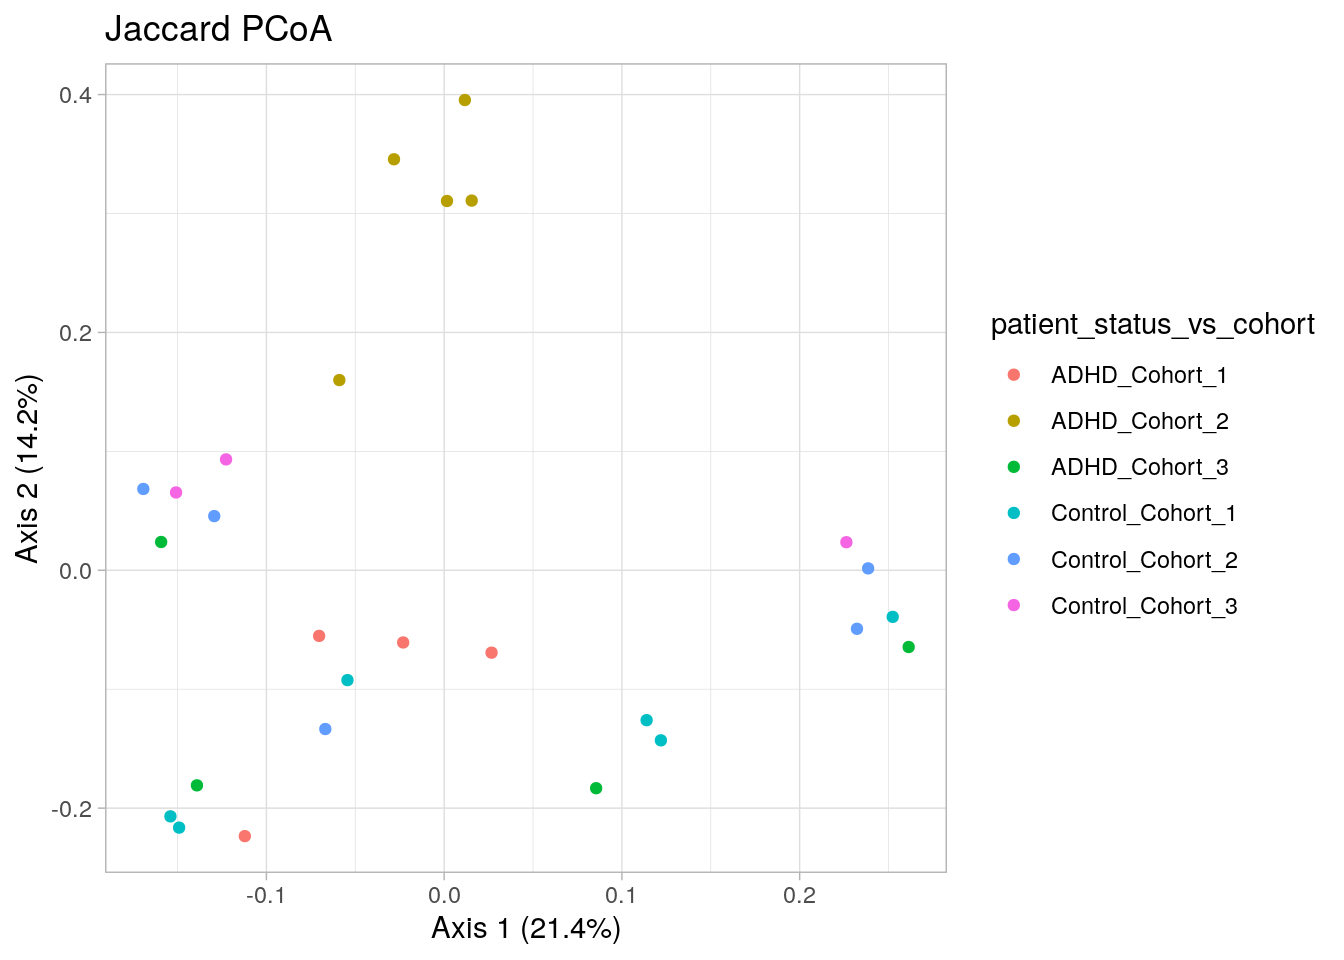 Jaccard PCoA
0.4
0.2
0.0
-0.2
Axis 2 (14.2%)
-0.1
0.0
0.1
0.2
Axis 1 (21.4%)
patient_status_vs_cohort
ADHD_Cohort_1
ADHD_Cohort_2
ADHD_Cohort_3
Control_Cohort_1
Control_Cohort_2
Control_Cohort_3